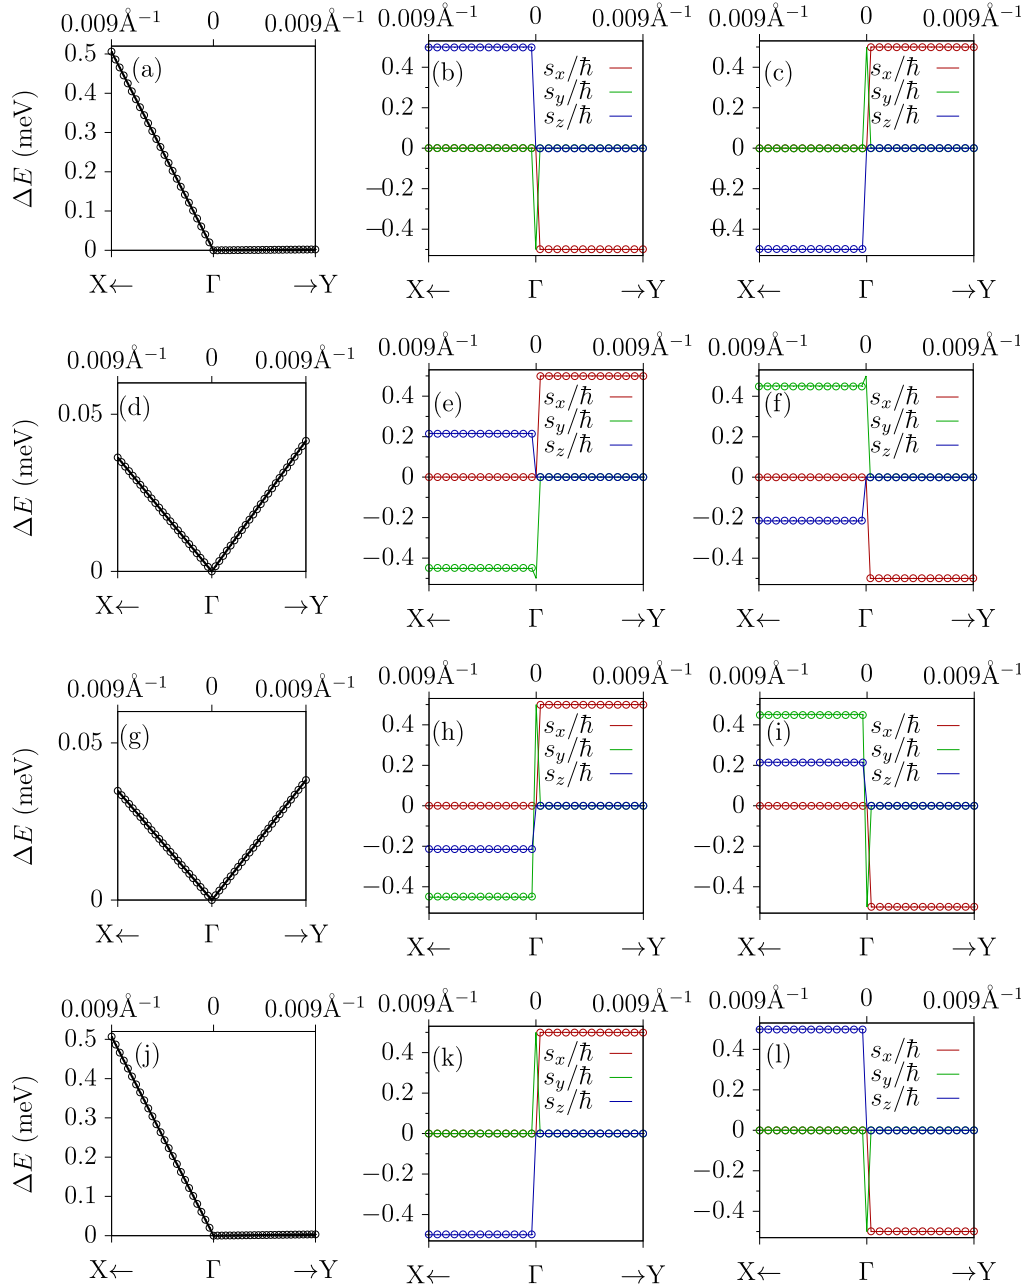 0.009Å⁻¹ 0 0.009Å⁻¹ 0.009Å⁻¹ 0 0.009Å⁻¹ 0.009Å⁻¹ 0 0.009Å⁻¹
ΔE (meV)
0.5
0.4
0.3
0.2
0.1
0
(a)
X← Γ →Y
0.4
0.2
0
−0.2
−0.4
(b)
s_x/ħ
s_y/ħ
s_z/ħ
X← Γ →Y
0.4
0.2
0
−0.2
−0.4
(c)
s_x/ħ
s_y/ħ
s_z/ħ
X← Γ →Y
0.009Å⁻¹ 0 0.009Å⁻¹ 0.009Å⁻¹ 0 0.009Å⁻¹ 0.009Å⁻¹ 0 0.009Å⁻¹
ΔE (meV)
0.05
0
(d)
X← Γ →Y
0.4
0.2
0
−0.2
−0.4
(e)
s_x/ħ
s_y/ħ
s_z/ħ
X← Γ →Y
0.4
0.2
0
−0.2
−0.4
(f)
s_x/ħ
s_y/ħ
s_z/ħ
X← Γ →Y
0.009Å⁻¹ 0 0.009Å⁻¹ 0.009Å⁻¹ 0 0.009Å⁻¹ 0.009Å⁻¹ 0 0.009Å⁻¹
ΔE (meV)
0.05
0
(g)
X← Γ →Y
0.4
0.2
0
−0.2
−0.4
(h)
s_x/ħ
s_y/ħ
s_z/ħ
X← Γ →Y
0.4
0.2
0
−0.2
−0.4
(i)
s_x/ħ
s_y/ħ
s_z/ħ
X← Γ →Y
0.009Å⁻¹ 0 0.009Å⁻¹ 0.009Å⁻¹ 0 0.009Å⁻¹ 0.009Å⁻¹ 0 0.009Å⁻¹
ΔE (meV)
0.5
0.4
0.3
0.2
0.1
0
(j)
X← Γ →Y
0.4
0.2
0
−0.2
−0.4
(k)
s_x/ħ
s_y/ħ
s_z/ħ
X← Γ →Y
0.4
0.2
0
−0.2
−0.4
(l)
s_x/ħ
s_y/ħ
s_z/ħ
X← Γ →Y